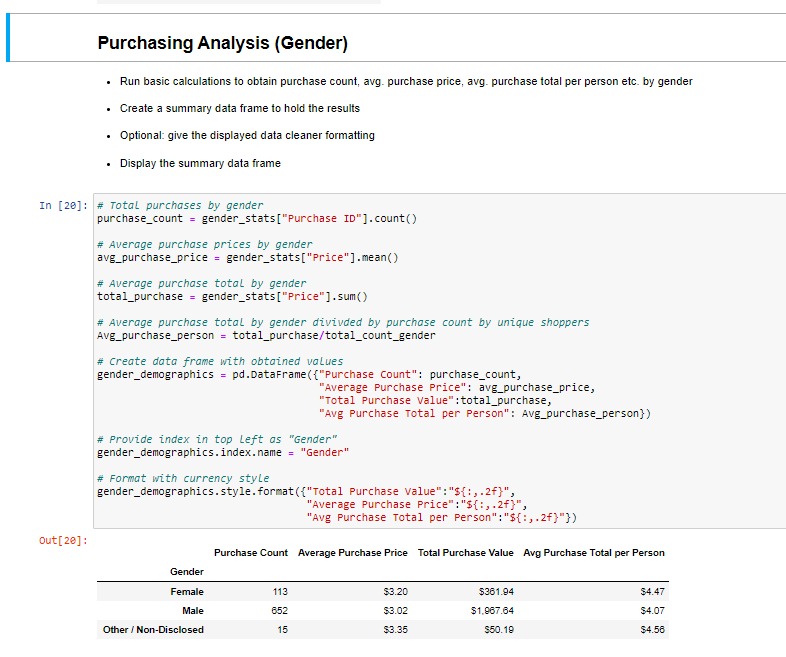 Purchasing Analysis (Gender)
• Run basic calculations to obtain purchase count, avg. purchase price, avg. purchase total per person etc. by gender
• Create a summary data frame to hold the results
• Optional: give the displayed data cleaner formatting
• Display the summary data frame
In [20]: # Total purchases by gender
purchase_count = gender_stats["Purchase ID"].count()
# Average purchase prices by gender
avg_purchase_price = gender_stats["Price"].mean()
# Average purchase total by gender
total_purchase = gender_stats["Price"].sum()
# Average purchase total by gender divivded by purchase count by unique shoppers
Avg_purchase_person = total_purchase/total_count_gender
# Create data frame with obtained values
gender_demographics = pd.DataFrame({"Purchase Count": purchase_count,
"Average Purchase Price": avg_purchase_price,
"Total Purchase Value":total_purchase,
"Avg Purchase Total per Person": Avg_purchase_person})
# Provide index in top left as "Gender"
gender_demographics.index.name = "Gender"
# Format with currency style
gender_demographics.style.format({"Total Purchase Value":"${:,.2f}",
"Average Purchase Price":"${:,.2f}",
"Avg Purchase Total per Person":"${:,.2f}"})
Out[20]:
Purchase Count Average Purchase Price Total Purchase Value Avg Purchase Total per Person
Gender
Female 113 $3.20 $361.94 $4.47
Male 652 $3.02 $1,967.64 $4.07
Other / Non-Disclosed 15 $3.35 $50.19 $4.56